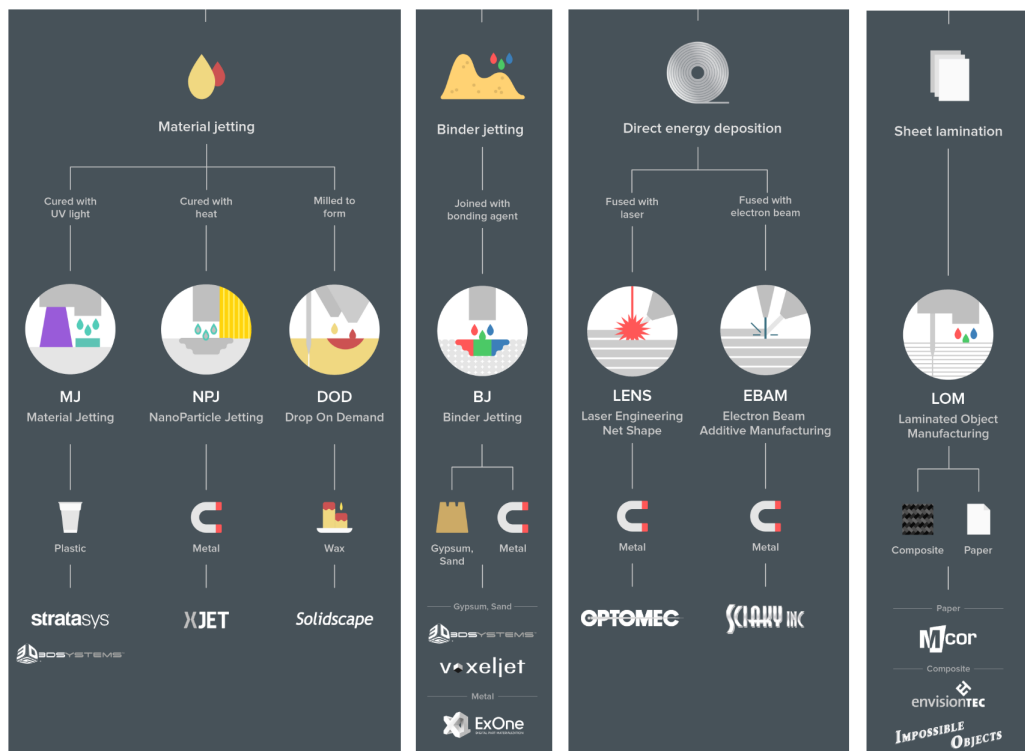 Material jetting
Cured with
UV light
Cured with
heat
Milled to
form
MJ
Material Jetting
NPJ
NanoParticle Jetting
DOD
Drop On Demand
Plastic
Metal
Wax
stratasys
3DSYSTEMS
XJET
Solidscape
Binder jetting
Joined with
bonding agent
BJ
Binder Jetting
Gypsum,
Sand
Metal
Gypsum, Sand
3DSYSTEMS
voxeljet
Metal
ExOne
DIGITAL PART MATERIALIZATION
Direct energy deposition
Fused with
laser
Fused with
electron beam
LENS
Laser Engineering
Net Shape
EBAM
Electron Beam
Additive Manufacturing
Metal
Metal
OPTOMEC
SCIAKY INC
Sheet lamination
LOM
Laminated Object
Manufacturing
Composite
Paper
Paper
Mcor
Composite
envisionTEC
IMPOSSIBLE
OBJECTS